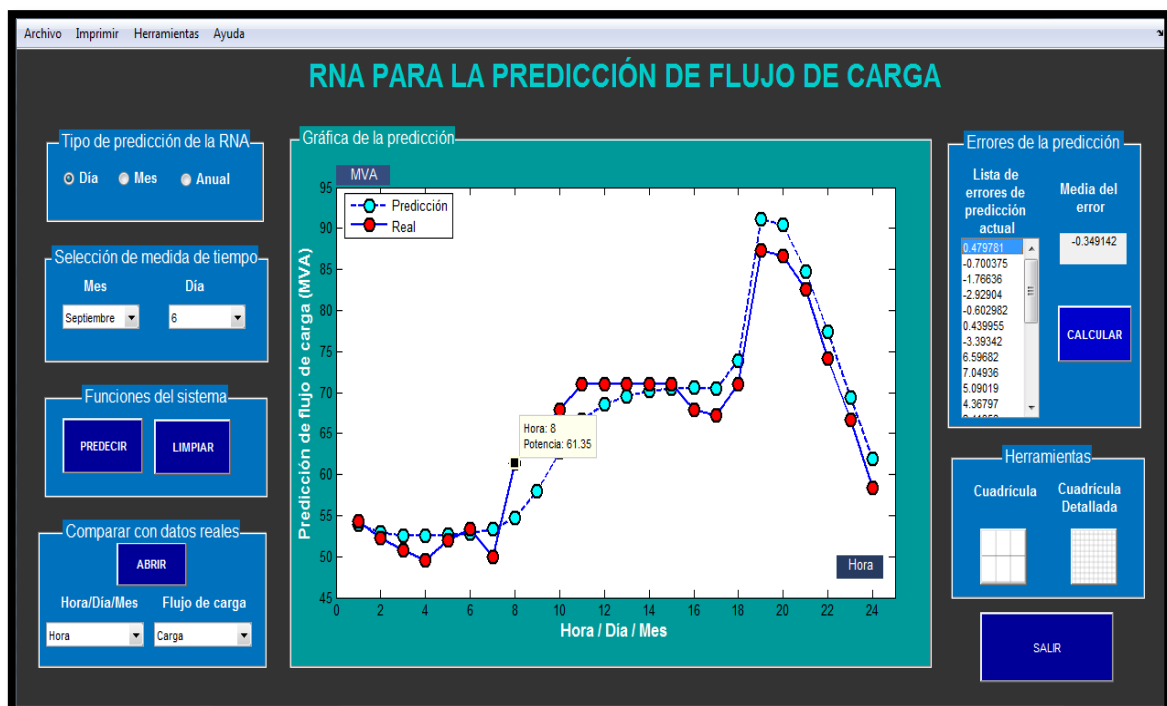 Archivo Imprimir Herramientas Ayuda
RNA PARA LA PREDICCIÓN DE FLUJO DE CARGA
Tipo de predicción de la RNA
Día Mes Anual
Selección de medida de tiempo
Mes Día
Septiembre 6
Funciones del sistema
PREDECIR LIMPIAR
Comparar con datos reales
ABRIR
Hora/Día/Mes Flujo de carga
Hora Carga
Gráfica de la predicción
MVA
Predicción
Real
Predicción de flujo de carga (MVA)
95
90
85
80
75
70
65
60
55
50
45
Hora: 8
Potencia: 61.35
Hora
0 2 4 6 8 10 12 14 16 18 20 22 24
Hora / Día / Mes
Errores de la predicción
Lista de
errores de
predicción
actual
0.479781
-0.700375
-1.76636
-2.92904
-0.602982
0.439955
-3.39342
6.59682
7.04936
5.09019
4.36797
Media del
error
-0.349142
CALCULAR
Herramientas
Cuadrícula
Cuadrícula
Detallada
SALIR